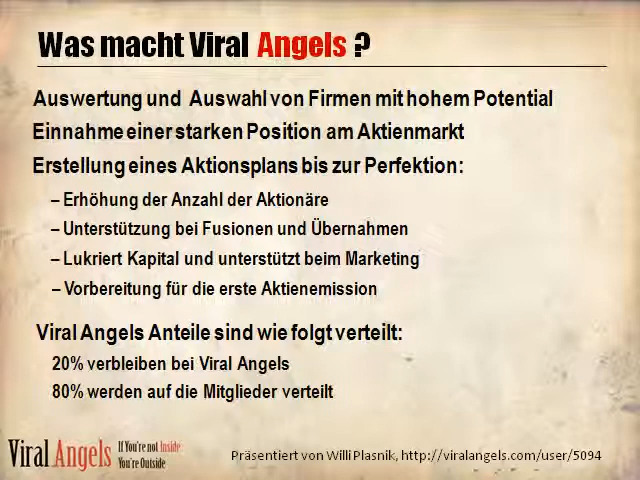 Was macht Viral Angels ?
Auswertung und Auswahl von Firmen mit hohem Potential
Einnahme einer starken Position am Aktienmarkt
Erstellung eines Aktionsplans bis zur Perfektion:
– Erhöhung der Anzahl der Aktionäre
– Unterstützung bei Fusionen und Übernahmen
– Lukriert Kapital und unterstützt beim Marketing
– Vorbereitung für die erste Aktienemission
Viral Angels Anteile sind wie folgt verteilt:
20% verbleiben bei Viral Angels
80% werden auf die Mitglieder verteilt
Viral Angels
If You're not Inside
You're Outside
Präsentiert von Willi Plasnik, http://viralangels.com/user/5094